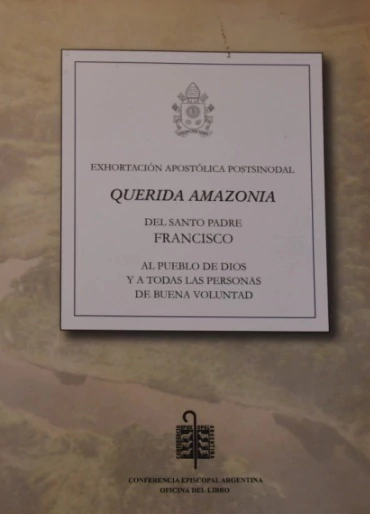 EXHORTACIÓN APOSTÓLICA POSTSINODAL
QUERIDA AMAZONIA
DEL SANTO PADRE
FRANCISCO
AL PUEBLO DE DIOS
Y A TODAS LAS PERSONAS
DE BUENA VOLUNTAD
CONFERENCIA EPISCOPAL ARGENTINA
OFICINA DEL LIBRO